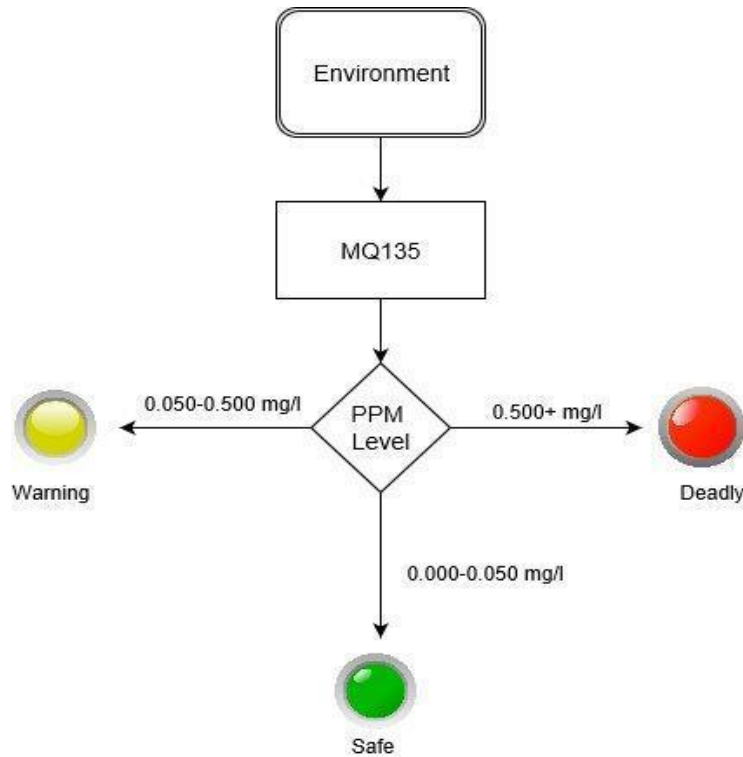 Environment
MQ135
0.050-0.500 mg/l
PPM
Level
0.500+ mg/l
Warning
Deadly
0.000-0.050 mg/l
Safe